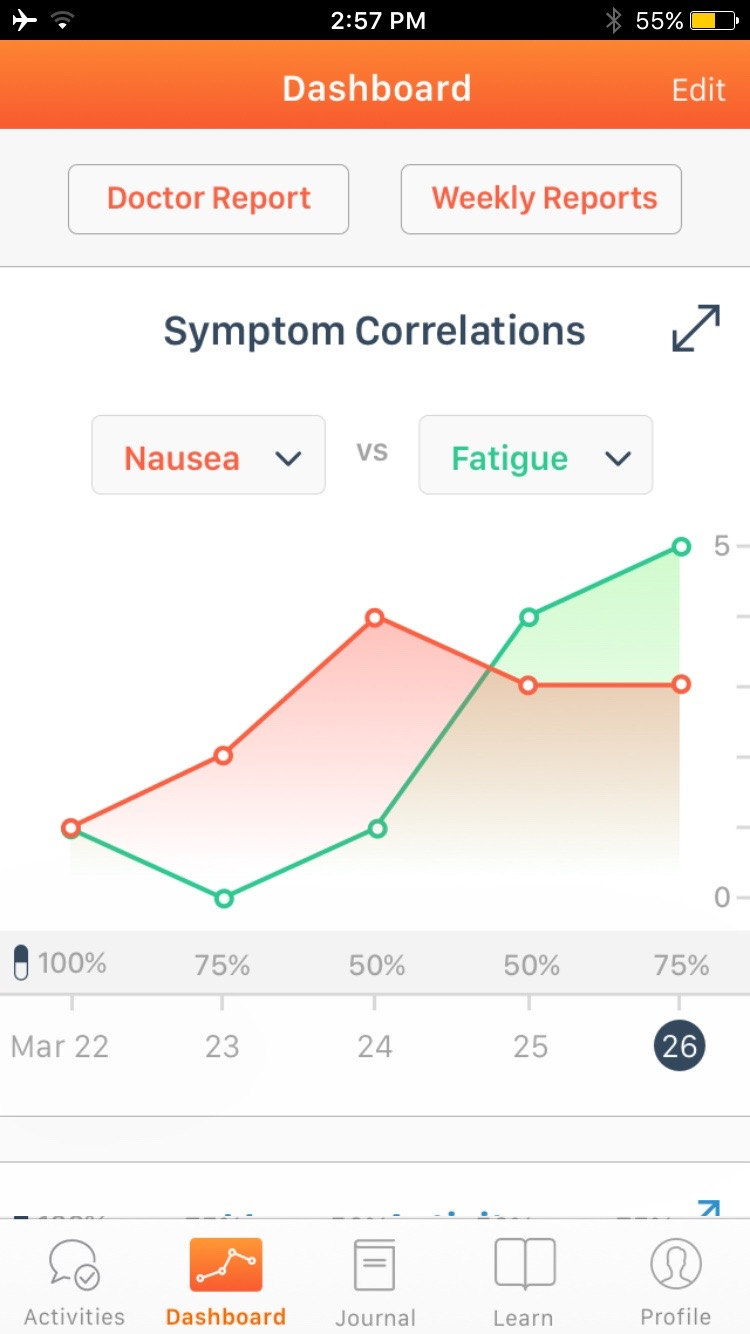 2:57 PM 55%
Dashboard Edit
Doctor Report Weekly Reports
Symptom Correlations
Nausea vs Fatigue
5
0
100% 75% 50% 50% 75%
Mar 22 23 24 25 26
Activities Dashboard Journal Learn Profile